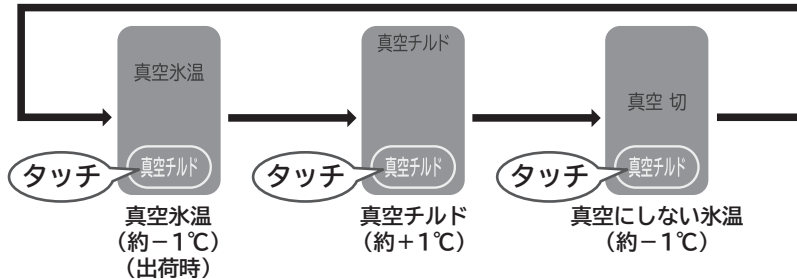 真空氷温
真空チルド
真空 切
タッチ
真空チルド
タッチ
真空チルド
タッチ
真空チルド
真空氷温
（約－1℃）
（出荷時）
真空チルド
（約＋1℃）
真空にしない氷温
（約－1℃）